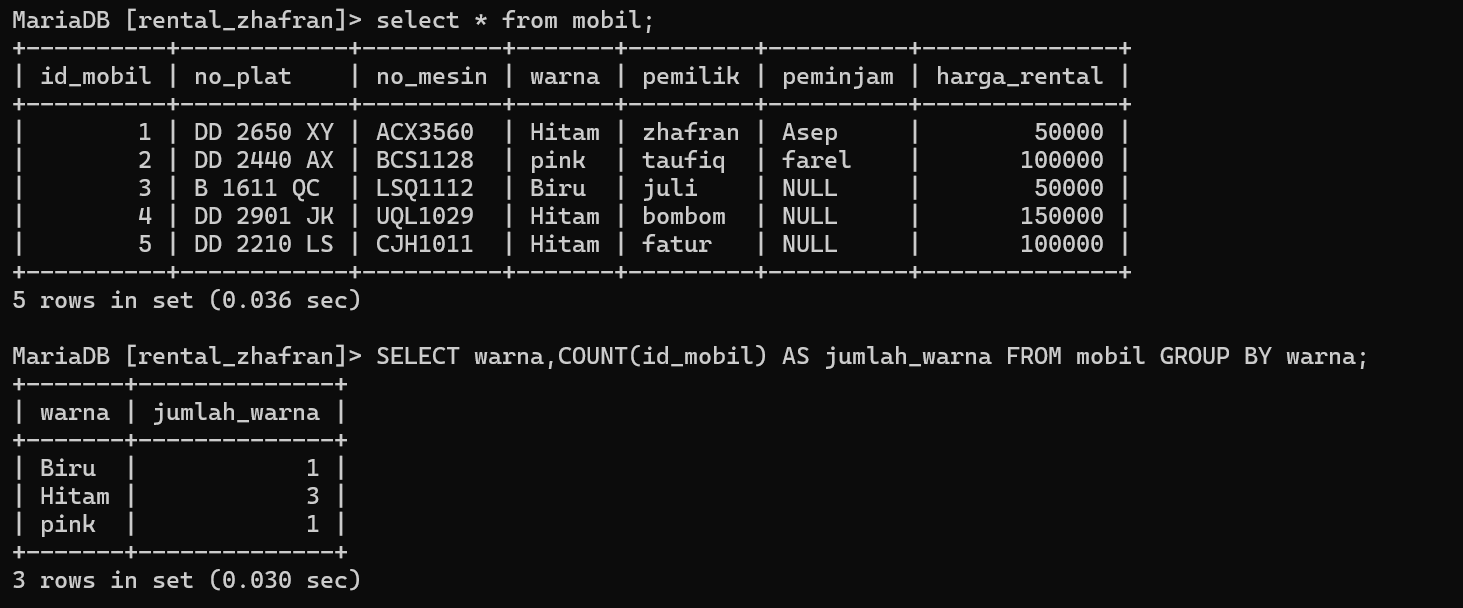 MariaDB [rental_zhafran]> select * from mobil;
+----------+------------+----------+-------+---------+----------+--------------+
| id_mobil | no_plat    | no_mesin | warna | pemilik | peminjam | harga_rental |
+----------+------------+----------+-------+---------+----------+--------------+
|        1 | DD 2650 XY | ACX3560  | Hitam | zhafran | Asep     |        50000 |
|        2 | DD 2440 AX | BCS1128  | pink  | taufiq  | farel    |       100000 |
|        3 | B 1611 QC  | LSQ1112  | Biru  | juli    | NULL     |        50000 |
|        4 | DD 2901 JK | UQL1029  | Hitam | bombom  | NULL     |       150000 |
|        5 | DD 2210 LS | CJH1011  | Hitam | fatur   | NULL     |       100000 |
+----------+------------+----------+-------+---------+----------+--------------+
5 rows in set (0.036 sec)

MariaDB [rental_zhafran]> SELECT warna,COUNT(id_mobil) AS jumlah_warna FROM mobil GROUP BY warna;
+-------+--------------+
| warna | jumlah_warna |
+-------+--------------+
| Biru  |            1 |
| Hitam |            3 |
| pink  |            1 |
+-------+--------------+
3 rows in set (0.030 sec)